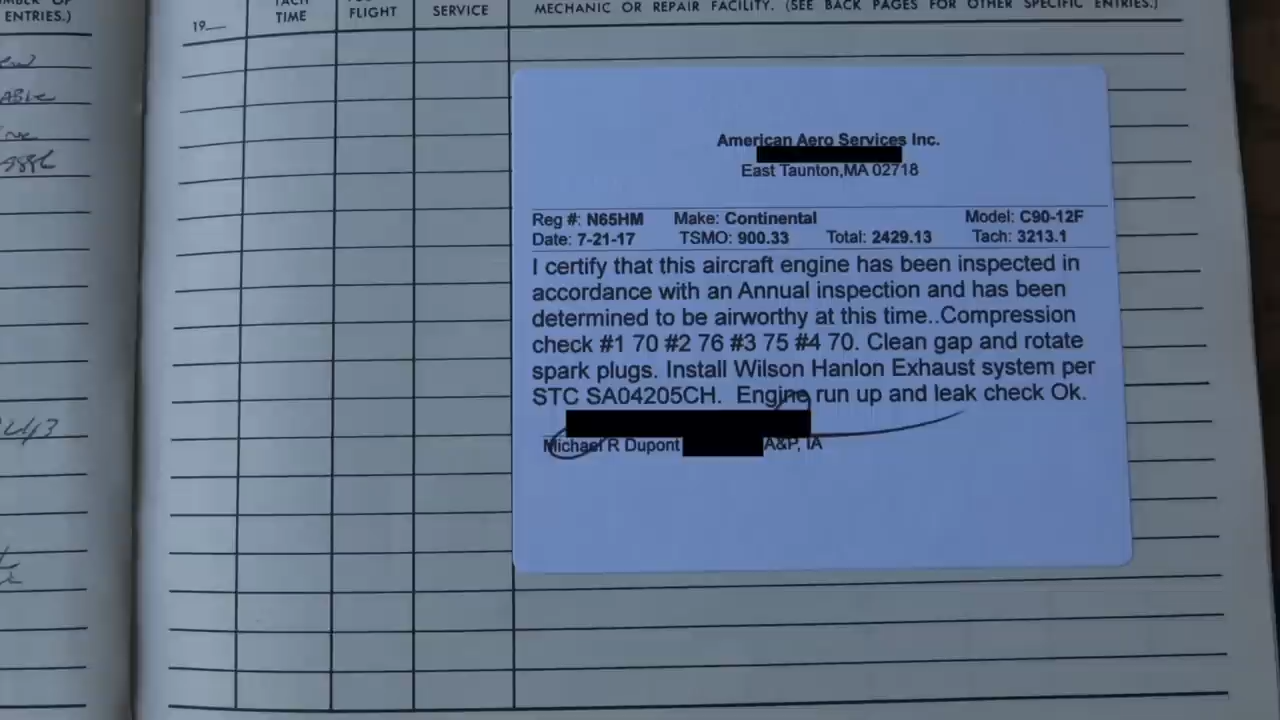 ENTRIES.)
19__
TACH
TIME
FLIGHT
SERVICE
MECHANIC OR REPAIR FACILITY. (SEE BACK PAGES FOR OTHER SPECIFIC ENTRIES.)
American Aero Services Inc.
East Taunton,MA 02718
Reg #: N65HM Make: Continental Model: C90-12F
Date: 7-21-17 TSMO: 900.33 Total: 2429.13 Tach: 3213.1
I certify that this aircraft engine has been inspected in
accordance with an Annual inspection and has been
determined to be airworthy at this time..Compression
check #1 70 #2 76 #3 75 #4 70. Clean gap and rotate
spark plugs. Install Wilson Hanlon Exhaust system per
STC SA04205CH. Engine run up and leak check Ok.
Michael R Dupont A&P, IA